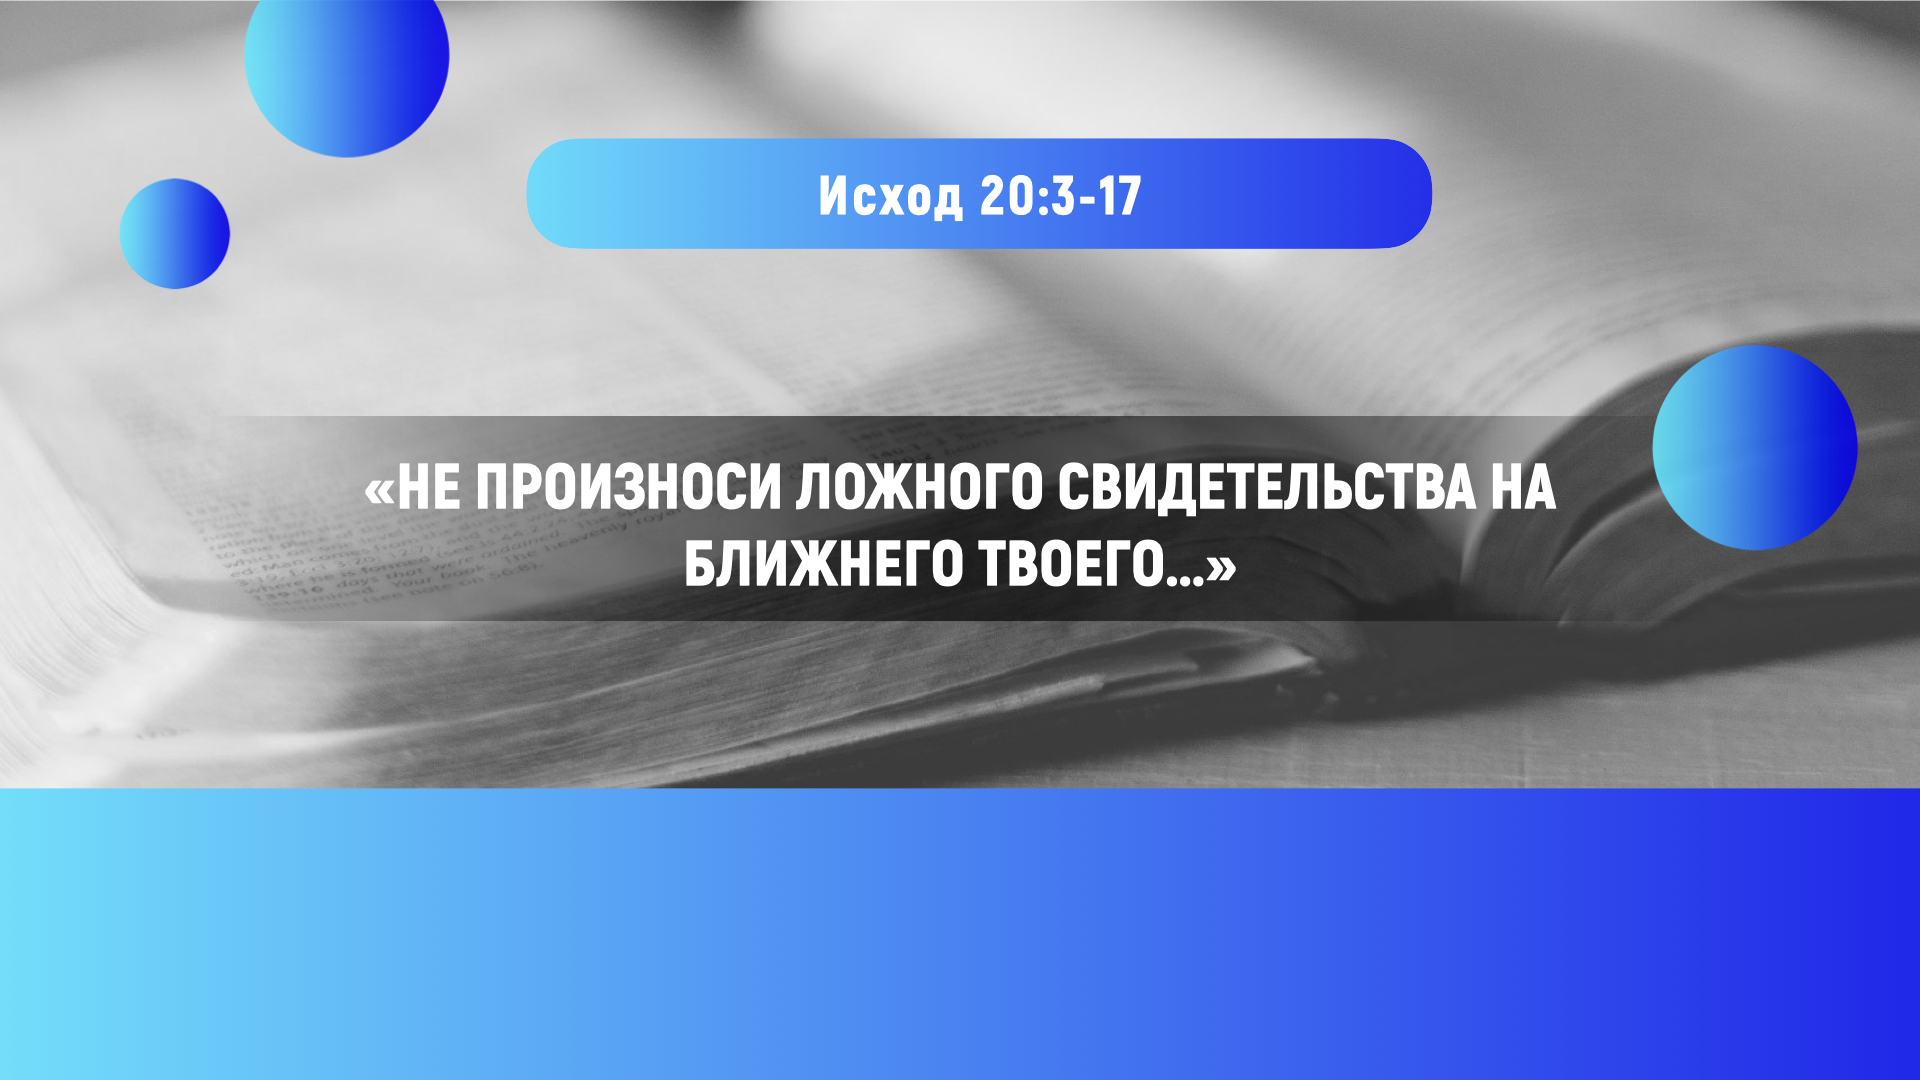 Исход 20:3-17
«НЕ ПРОИЗНОСИ ЛОЖНОГО СВИДЕТЕЛЬСТВА НА
БЛИЖНЕГО ТВОЕГО...»